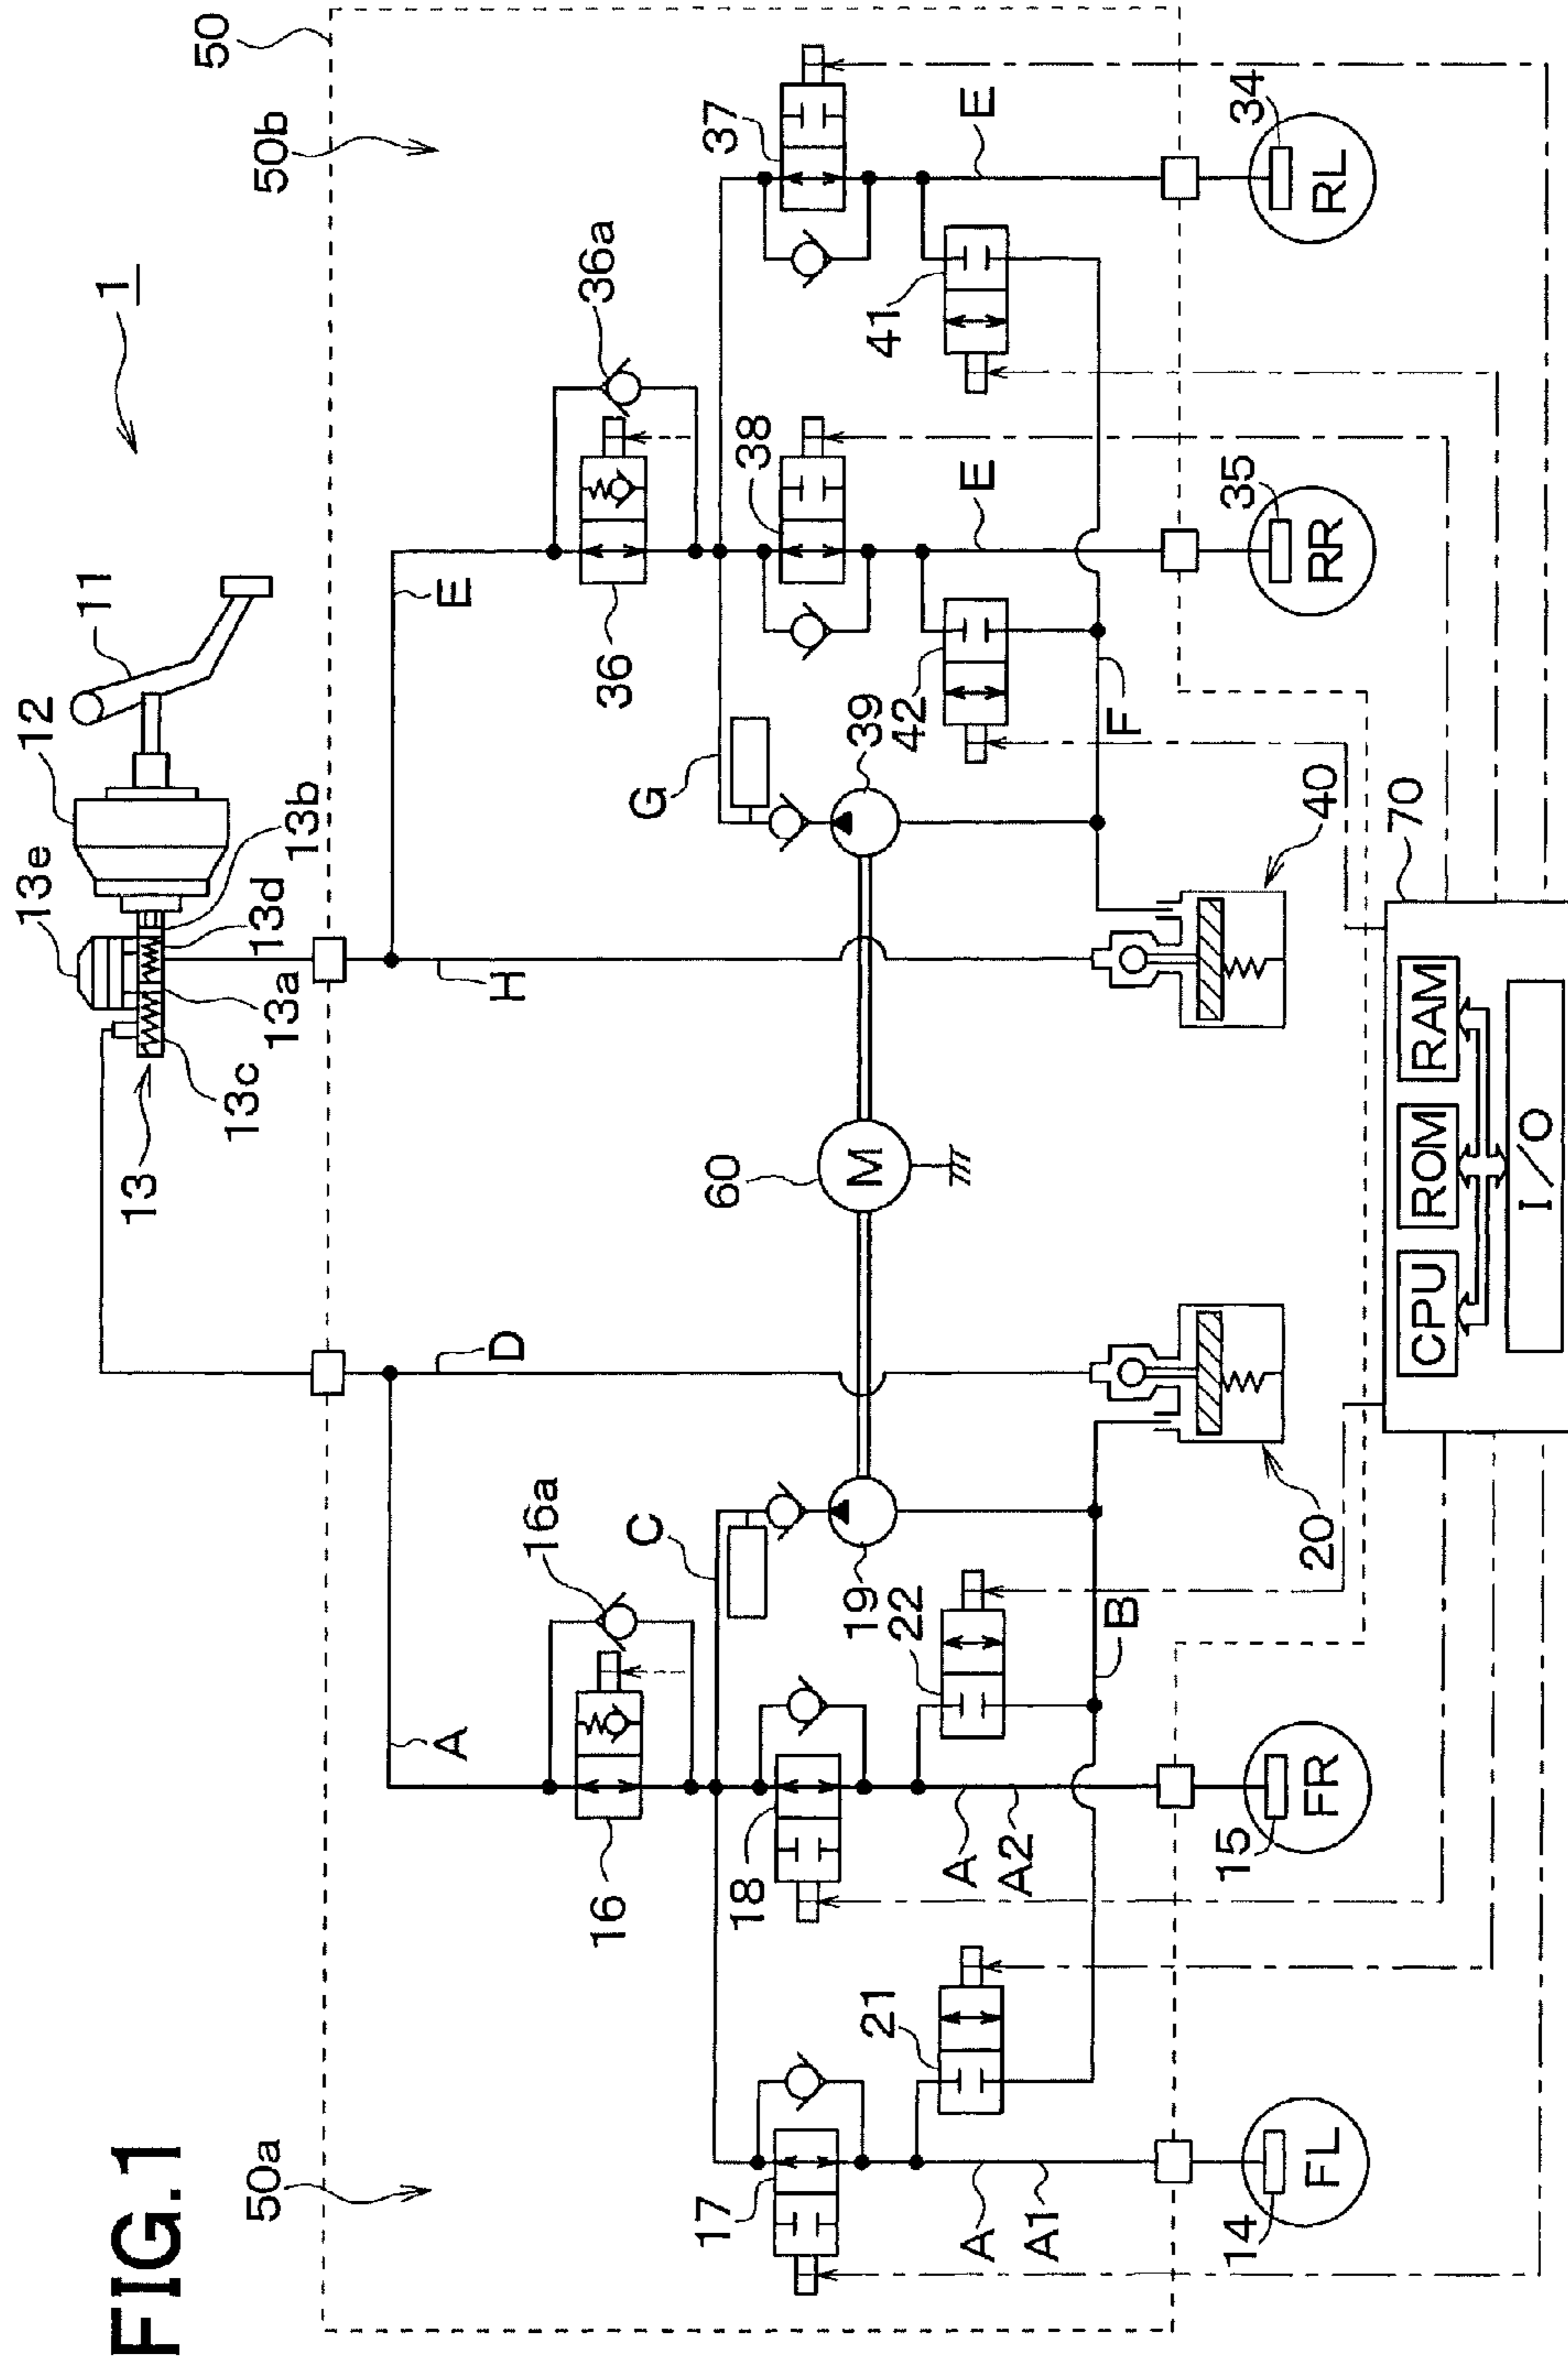 FIG.1
1
11
12
13e
13b
13d
13a
13c
13
50
50a
50b
D
H
A
E
16a
16
36a
36
C
G
60
M
17
18
19
39
38
37
21
22
42
41
A
A1
A
A2
B
F
E
E
20
40
14
FL
15
FR
35
RR
34
RL
70
CPU
ROM
RAM
I/O